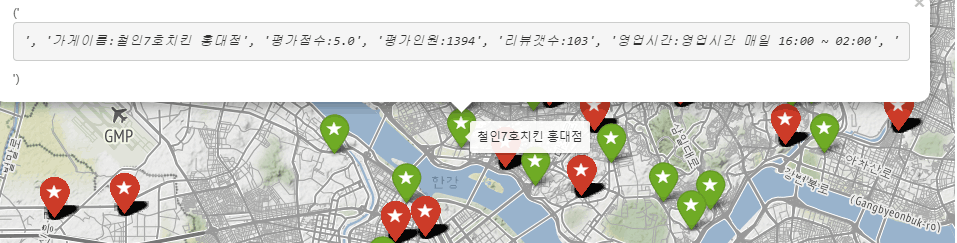 ×
('
', '가게이름:철인7호치킨 홍대점', '평가점수:5.0', '평가인원:1394', '리뷰갯수:103', '영업시간:영업시간 매일 16:00 ~ 02:00', '
')
GMP
철인7호치킨 홍대점
한강
강변북로
(Gangbyeonbuk-ro)